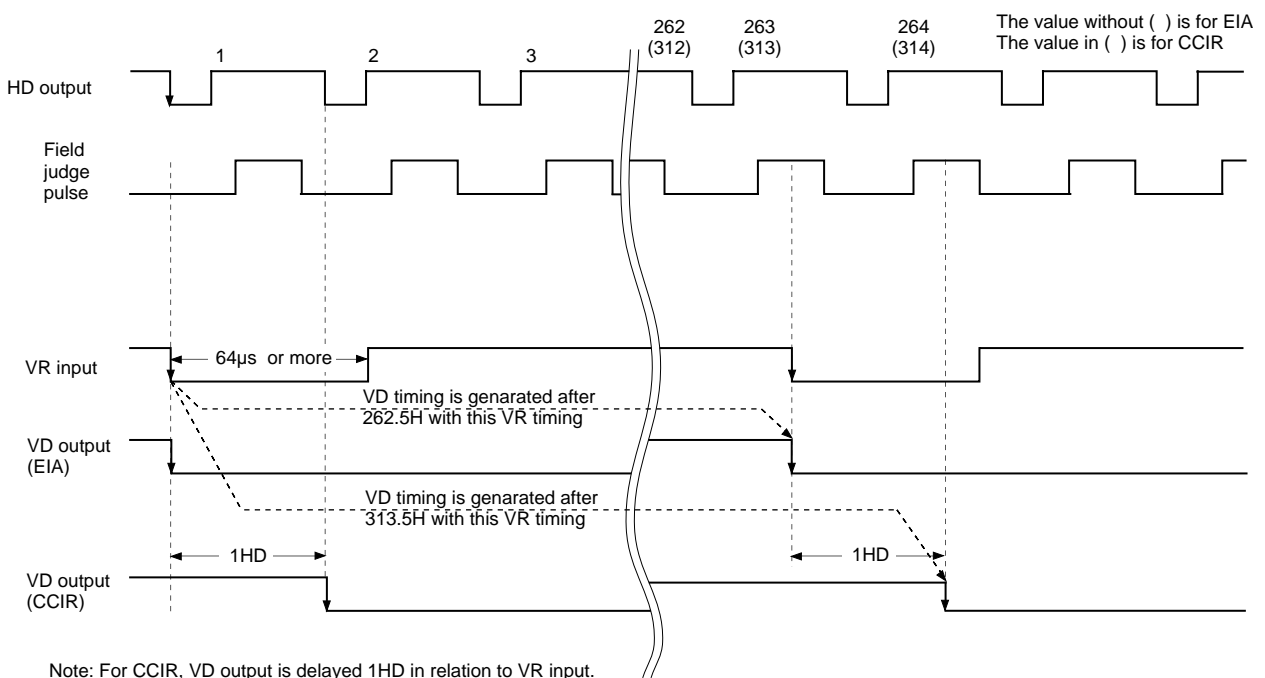 The value without ( ) is for EIA
The value in ( ) is for CCIR
1
2
3
262
(312)
263
(313)
264
(314)
HD output
Field
judge
pulse
VR input
64µs or more
VD timing is genarated after
262.5H with this VR timing
VD output
(EIA)
VD timing is genarated after
313.5H with this VR timing
1HD
1HD
VD output
(CCIR)
Note: For CCIR, VD output is delayed 1HD in relation to VR input.